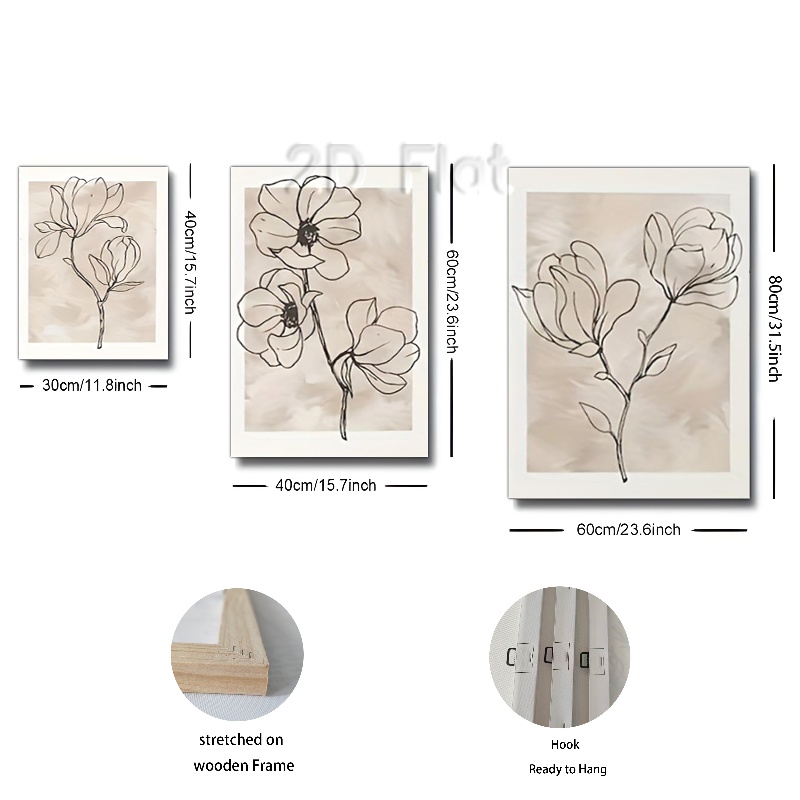 2D Flat
40cm/15.7inch
60cm/23.6inch
80cm/31.5inch
30cm/11.8inch
40cm/15.7inch
60cm/23.6inch
stretched on
wooden Frame
Hook
Ready to Hang